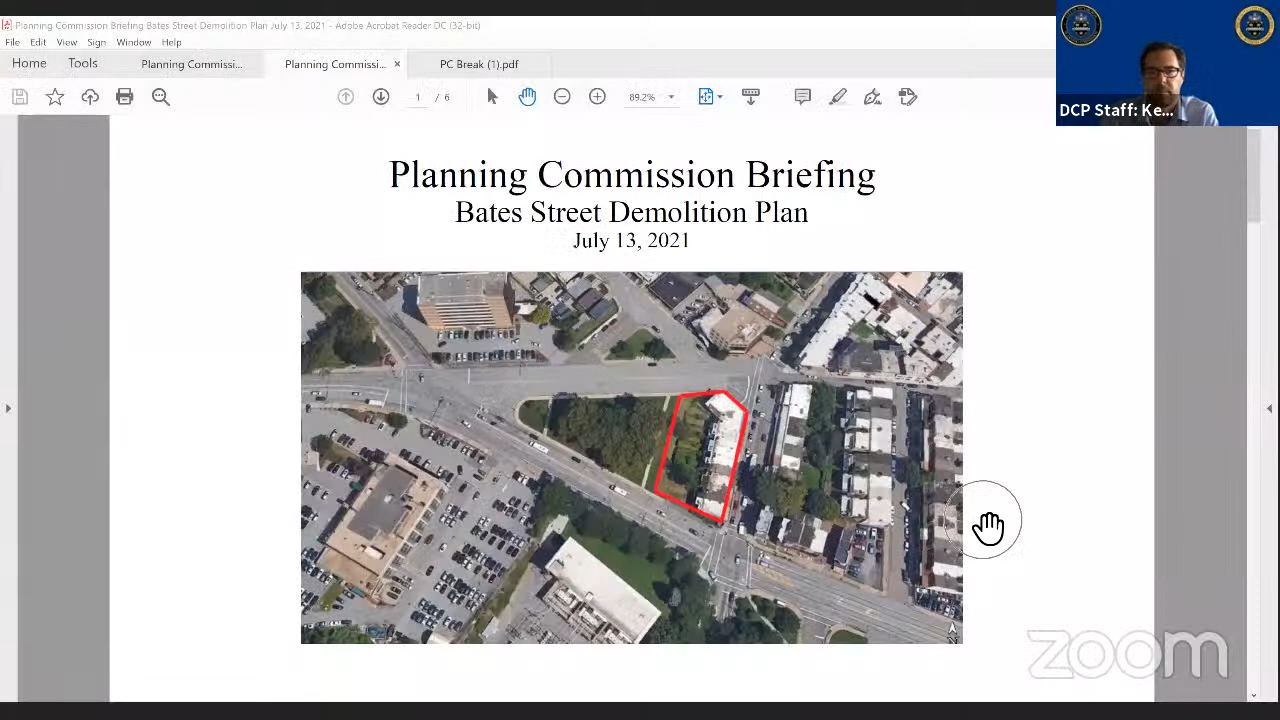 Planning Commission Briefing Bates Street Demolition Plan July 13, 2021 - Adobe Acrobat Reader DC (32-bit)
File Edit View Sign Window Help
Home Tools Planning Commissi... Planning Commissi... × PC Break (1).pdf
1 / 6 89.2%
DCP Staff: Ke...
Planning Commission Briefing
Bates Street Demolition Plan
July 13, 2021
zoom